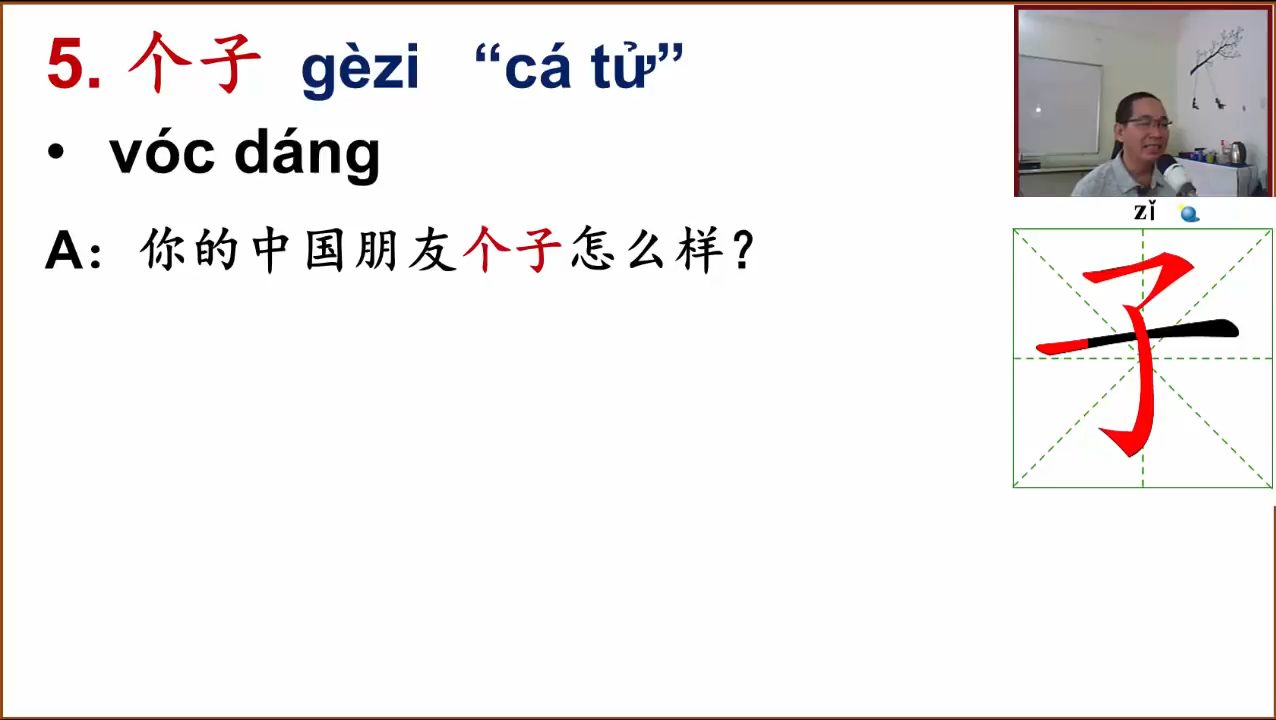 5. 个子 gèzi “cá tử”
• vóc dáng
A：你的中国朋友个子怎么样？
zǐ
子